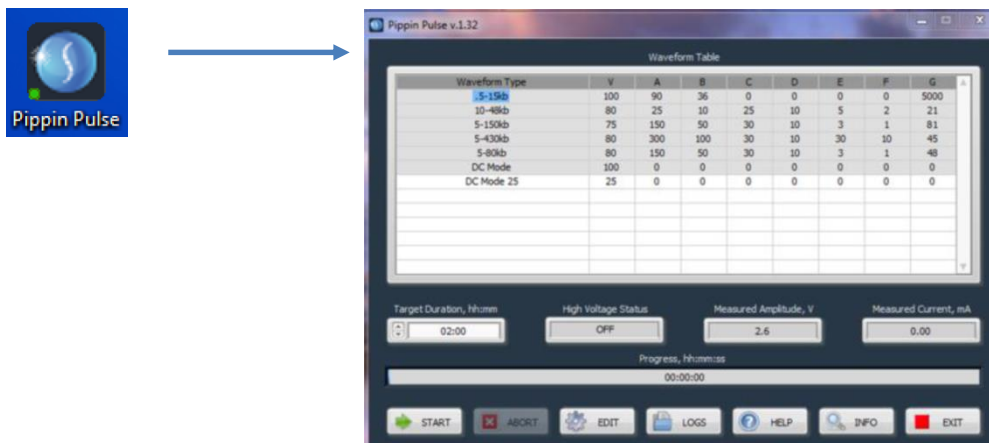 Pippin Pulse
Pippin Pulse v.1.32
Waveform Table
Waveform Type V A B C D E F G
.5-15kb 100 90 36 0 0 0 0 5000
10-48kb 80 25 10 25 10 5 2 21
5-150kb 75 150 50 30 10 3 1 81
5-430kb 80 300 100 30 10 30 10 45
5-80kb 80 150 50 30 10 3 1 48
DC Mode 100 0 0 0 0 0 0 0
DC Mode 25 25 0 0 0 0 0 0 0
Target Duration, hh:mm High Voltage Status Measured Amplitude, V Measured Current, mA
02:00 OFF 2.6 0.00
Progress, hh:mm:ss
00:00:00
START ABORT EDIT LOGS HELP INFO EXIT